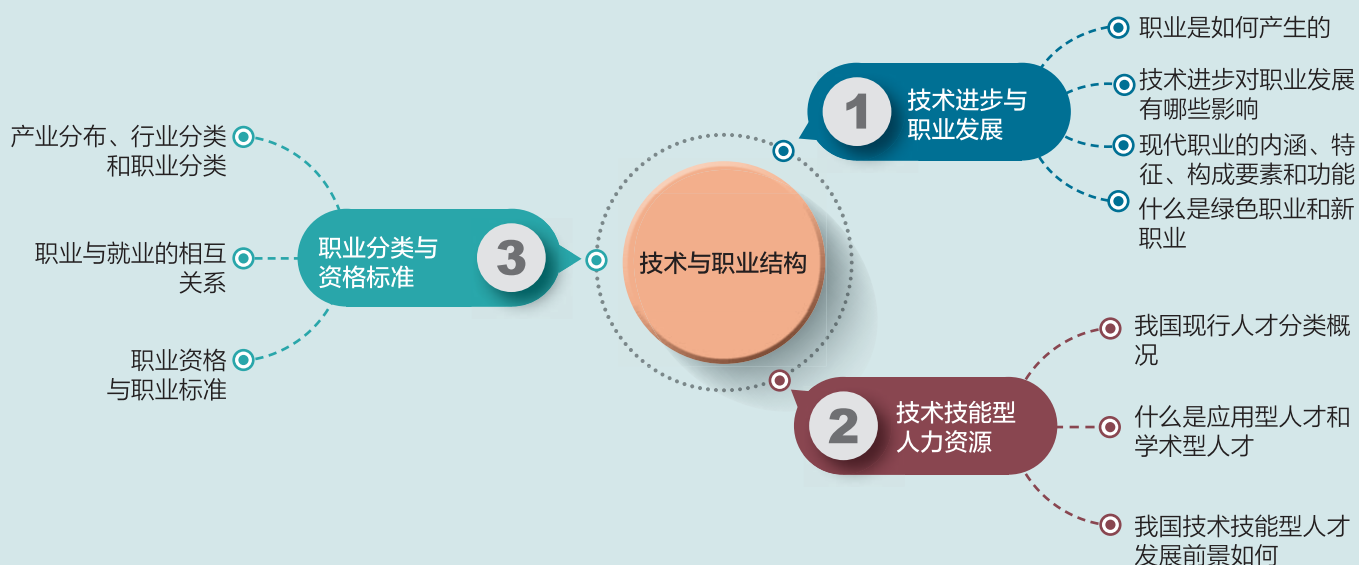 技术与职业结构
1
技术进步与
职业发展
职业是如何产生的
技术进步对职业发展
有哪些影响
现代职业的内涵、特
征、构成要素和功能
什么是绿色职业和新
职业
2
技术技能型
人力资源
我国现行人才分类概
况
什么是应用型人才和
学术型人才
我国技术技能型人才
发展前景如何
3
职业分类与
资格标准
产业分布、行业分类
和职业分类
职业与就业的相互
关系
职业资格
与职业标准